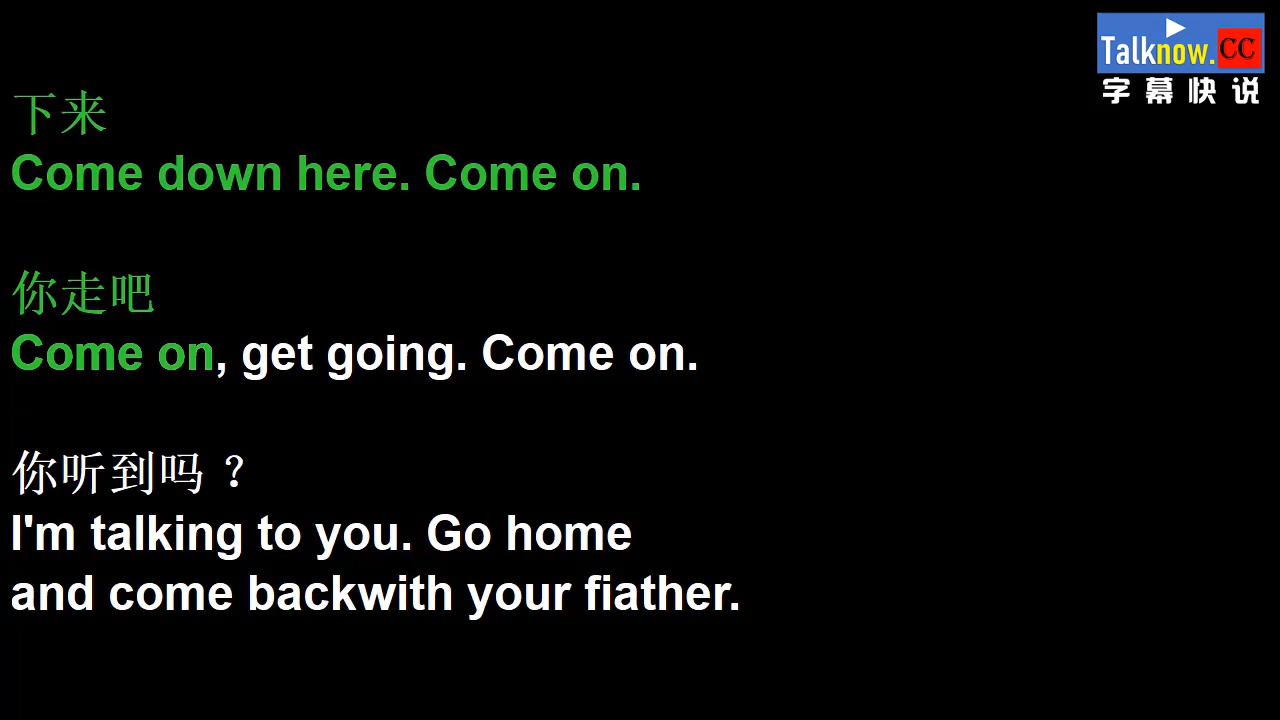 Talknow.CC
字幕快说
下来
Come down here. Come on.
你走吧
Come on, get going. Come on.
你听到吗？
I'm talking to you. Go home
and come backwith your fiather.